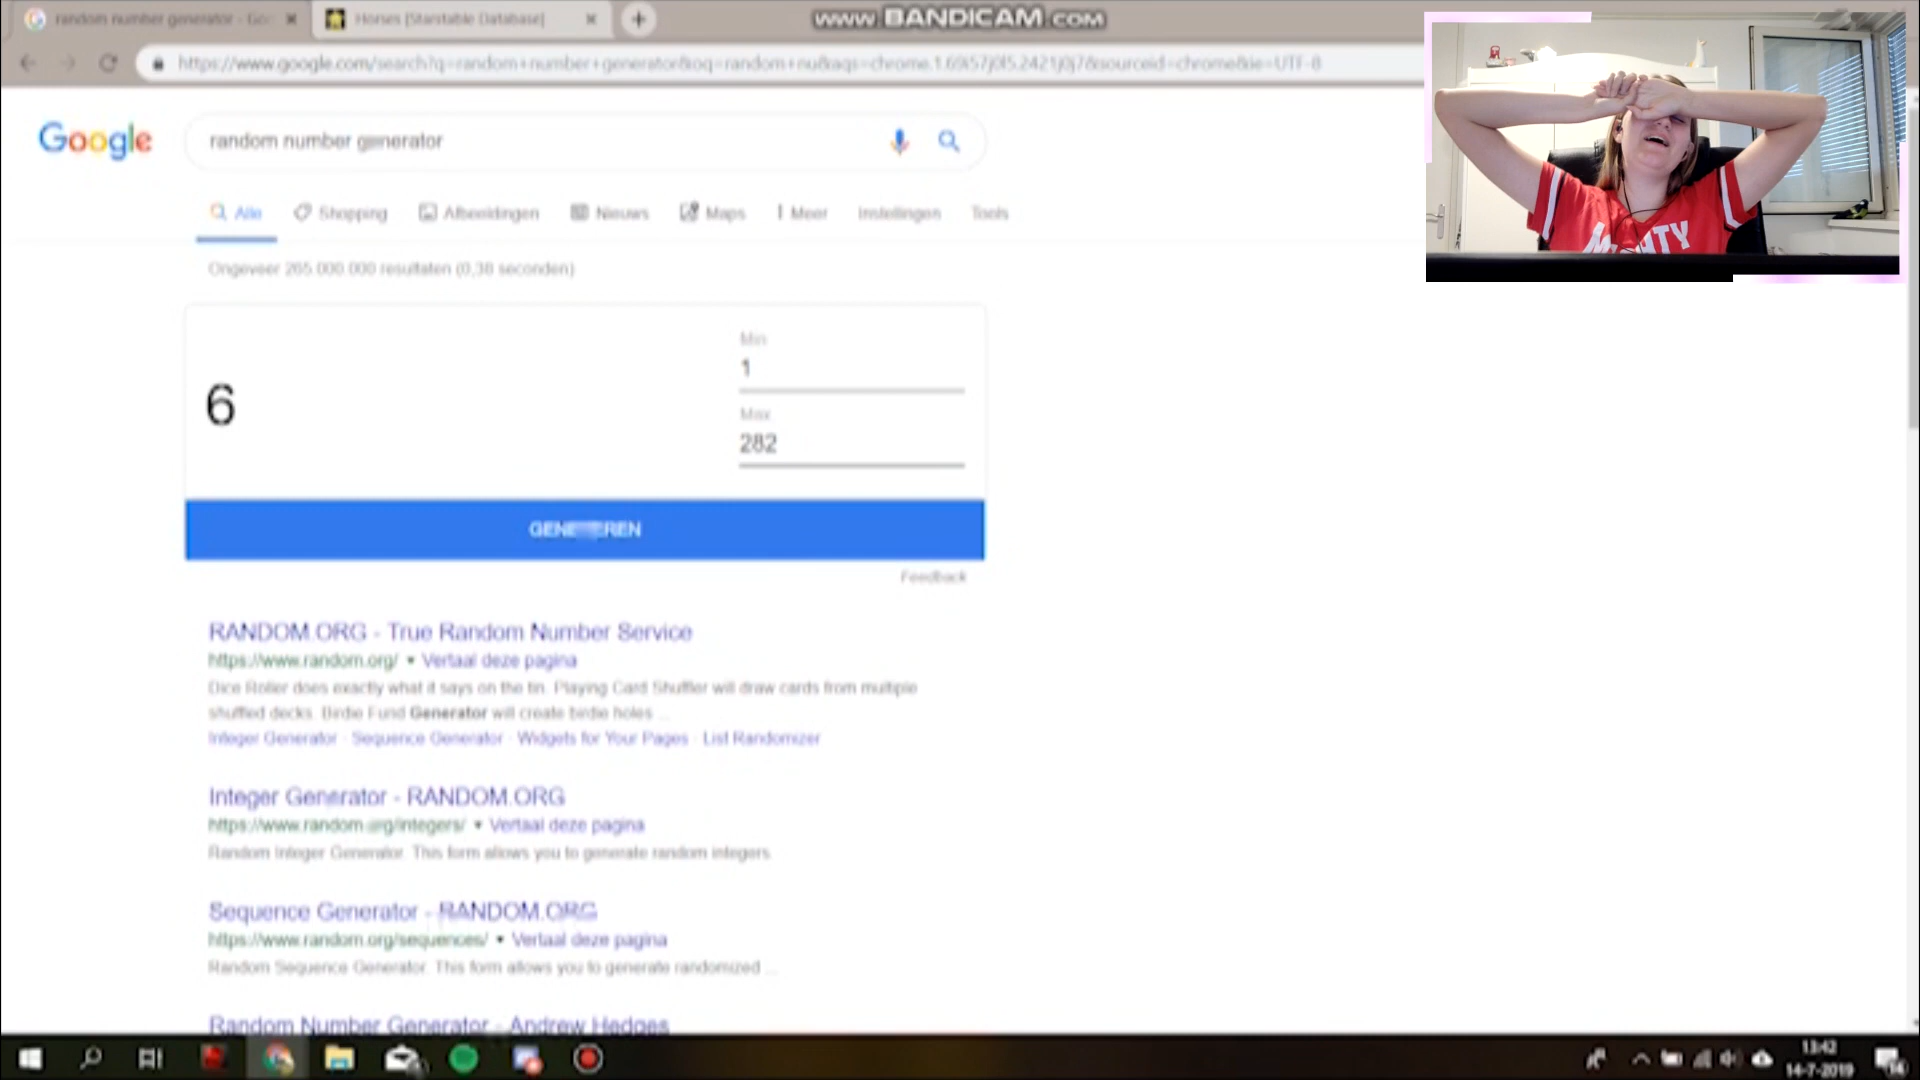 random number generator - Goo
Horses [Starstable Database]
www.BANDICAM.com
https://www.google.com/search?q=random+number+generator&oq=random+nu&aqs=chrome.1.69i57j0l5.2421j0j7&sourceid=chrome&ie=UTF-8
Google
random number generator
Alle Shopping Afbeeldingen Nieuws Maps Meer Instellingen Tools
Ongeveer 265.000.000 resultaten (0,38 seconden)
Min
1
6
Max
282
GENEREREN
Feedback
RANDOM.ORG - True Random Number Service
https://www.random.org/ ▾ Vertaal deze pagina
Dice Roller does exactly what it says on the tin. Playing Card Shuffler will draw cards from multiple
shuffled decks. Birdie Fund Generator will create birdie holes ...
Integer Generator · Sequence Generator · Widgets for Your Pages · List Randomizer
Integer Generator - RANDOM.ORG
https://www.random.org/integers/ ▾ Vertaal deze pagina
Random Integer Generator. This form allows you to generate random integers.
Sequence Generator - RANDOM.ORG
https://www.random.org/sequences/ ▾ Vertaal deze pagina
Random Sequence Generator. This form allows you to generate randomized ...
Random Number Generator - Andrew Hedges
13:42
14-7-2019
14